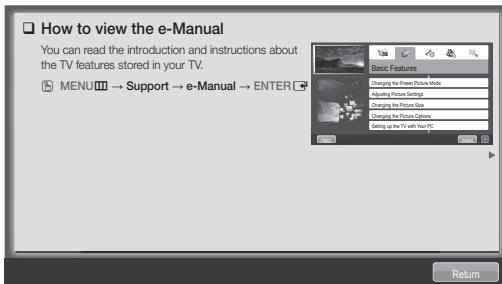 How to view the e-Manual
You can read the introduction and instructions about
the TV features stored in your TV.
MENU → Support → e-Manual → ENTER
Basic Features
Changing the Preset Picture Mode
Adjusting Picture Settings
Changing the Picture Size
Changing the Picture Options
Setting up the TV with Your PC
Help
Index
Return